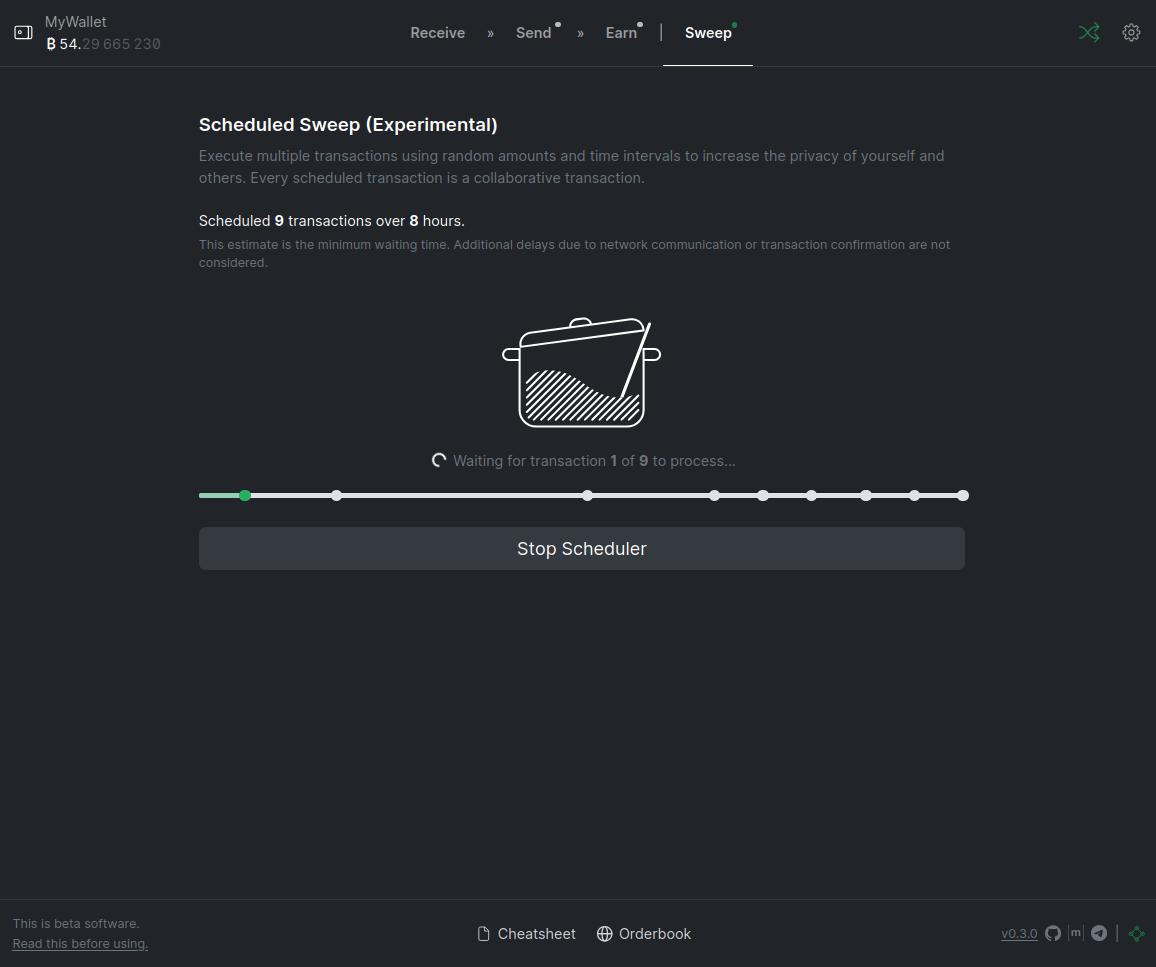 MyWallet
₿ 54.29 665 230
Receive » Send » Earn | Sweep
Scheduled Sweep (Experimental)
Execute multiple transactions using random amounts and time intervals to increase the privacy of yourself and
others. Every scheduled transaction is a collaborative transaction.
Scheduled 9 transactions over 8 hours.
This estimate is the minimum waiting time. Additional delays due to network communication or transaction confirmation are not
considered.
Waiting for transaction 1 of 9 to process...
Stop Scheduler
This is beta software.
Read this before using.
Cheatsheet
Orderbook
v0.3.0
|m|